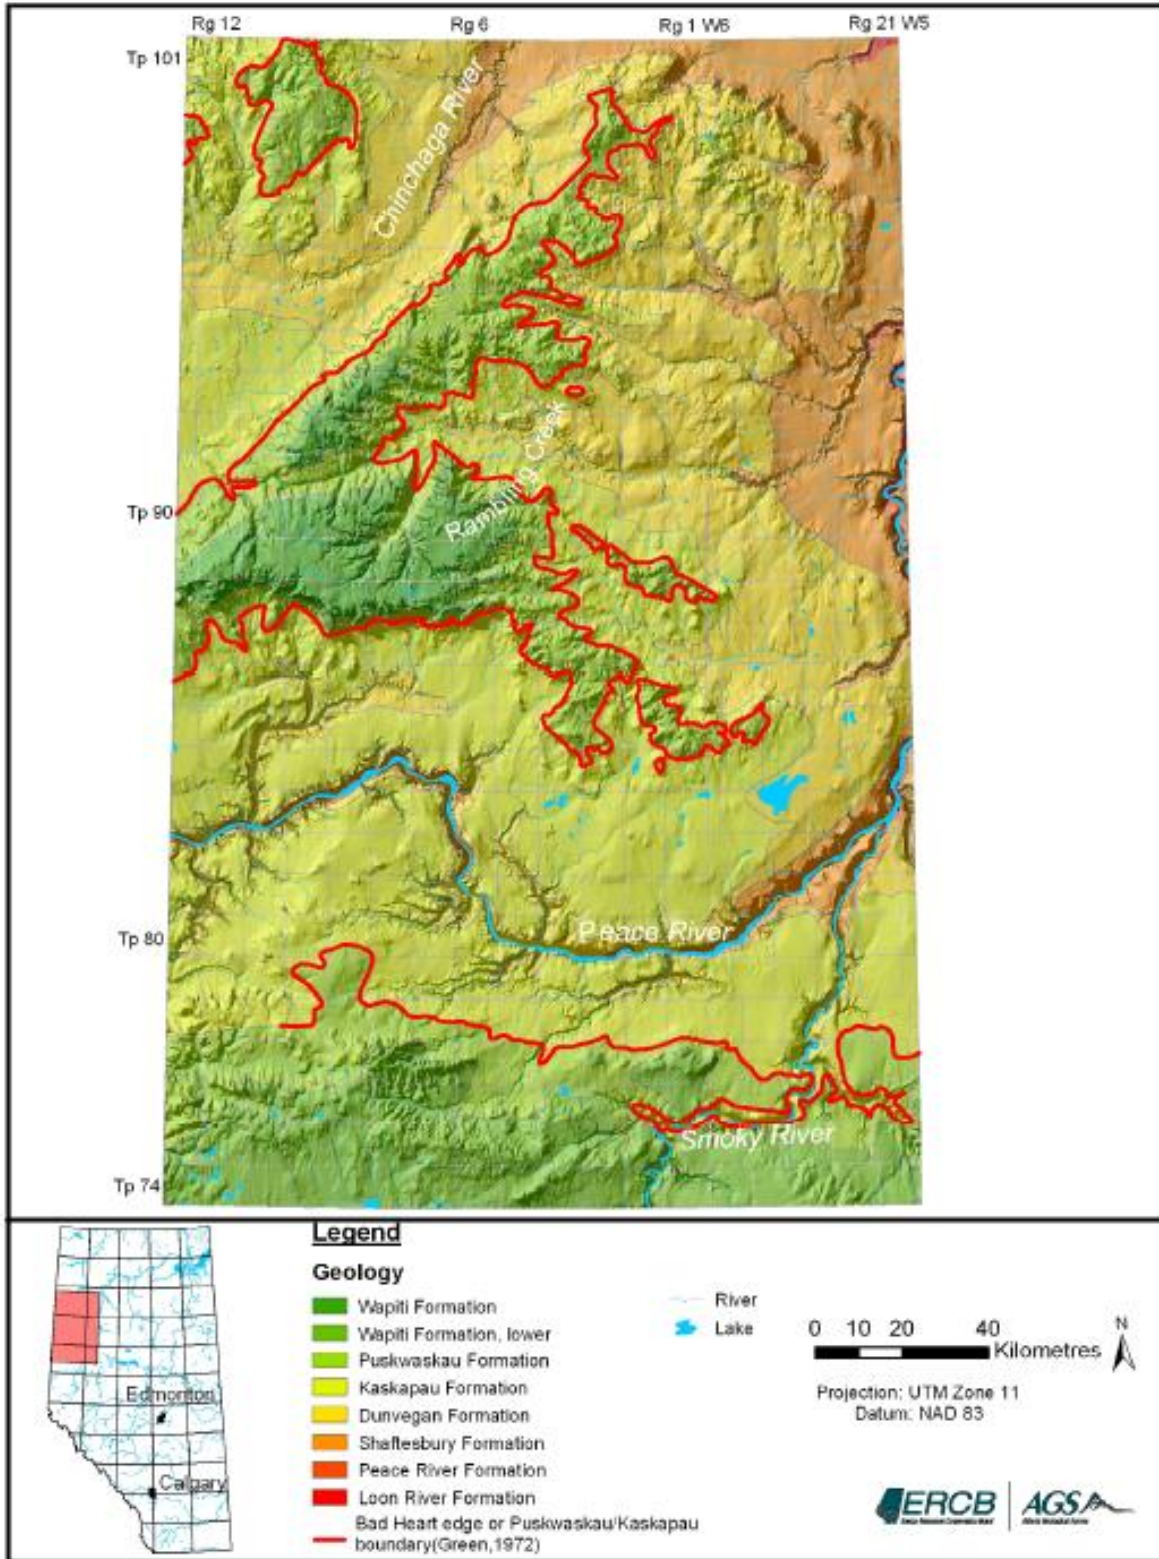 Rg 12 Rg 6 Rg 1 W6 Rg 21 W5
Tp 101
Chinchaga River
Rambling Creek
Tp 90
Peace River
Tp 80
Smoky River
Tp 74
Legend
Geology
Wapiti Formation
Wapiti Formation, lower
Puskwaskau Formation
Kaskapau Formation
Dunvegan Formation
Shaftesbury Formation
Peace River Formation
Loon River Formation
Bad Heart edge or Puskwaskau/Kaskapau
boundary(Green,1972)
River
Lake
0 10 20 40
Kilometres
N
Projection: UTM Zone 11
Datum: NAD 83
Edmonton
Calgary
ERCB
AGS